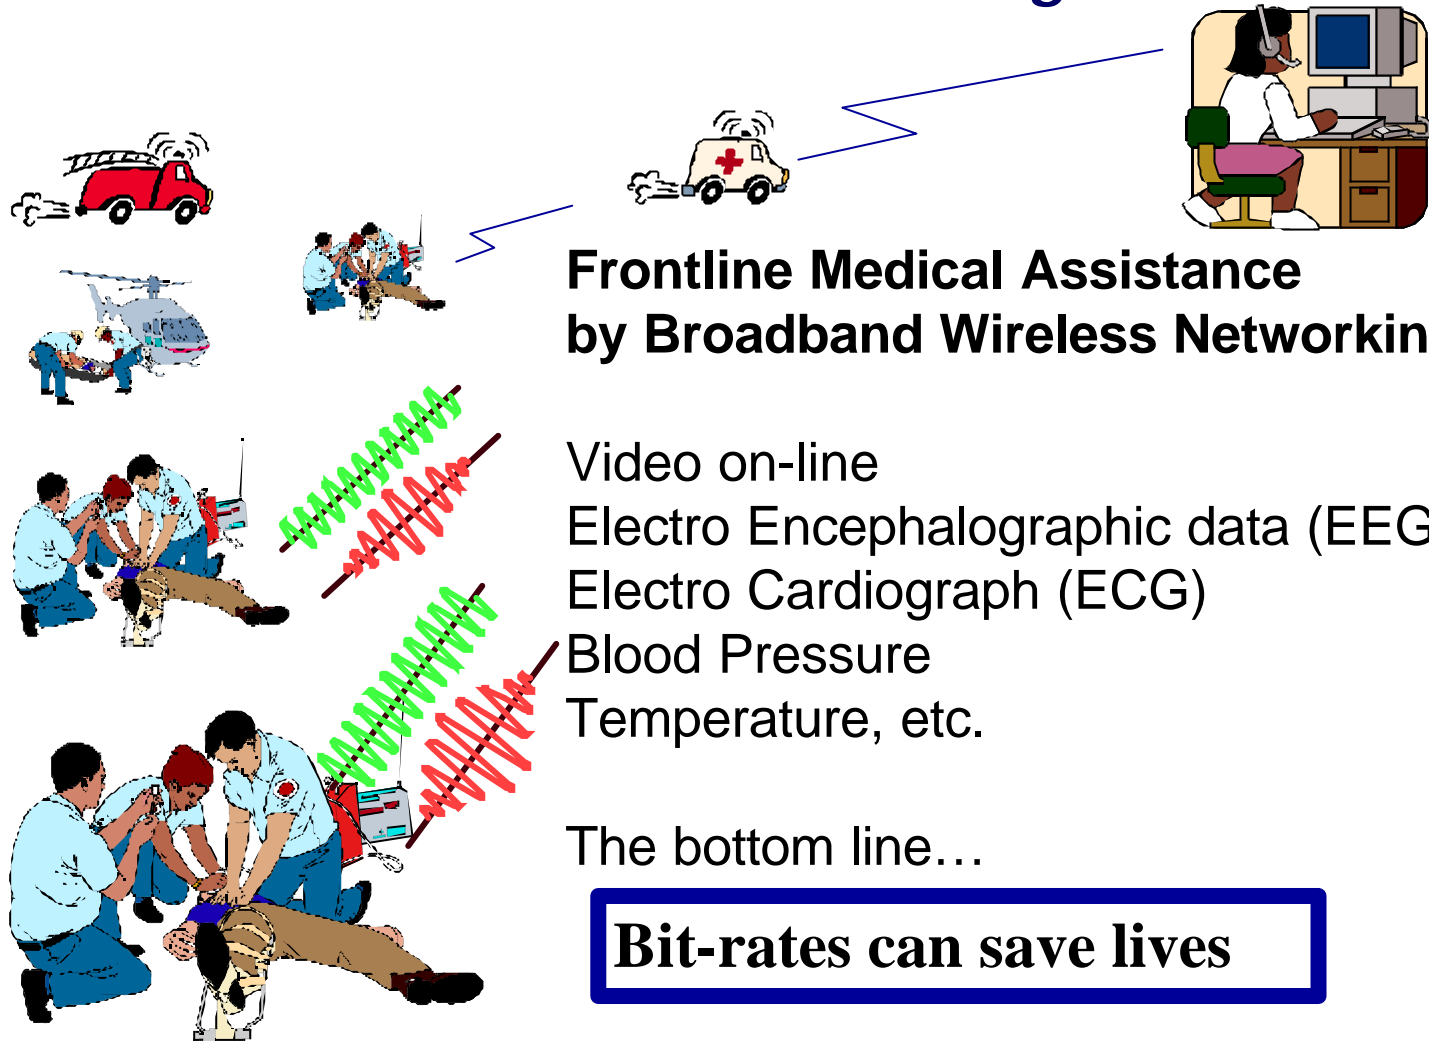 Frontline Medical Assistance
by Broadband Wireless Networkin
Video on-line
Electro Encephalographic data (EEG
Electro Cardiograph (ECG)
Blood Pressure
Temperature, etc.
The bottom line…
Bit-rates can save lives